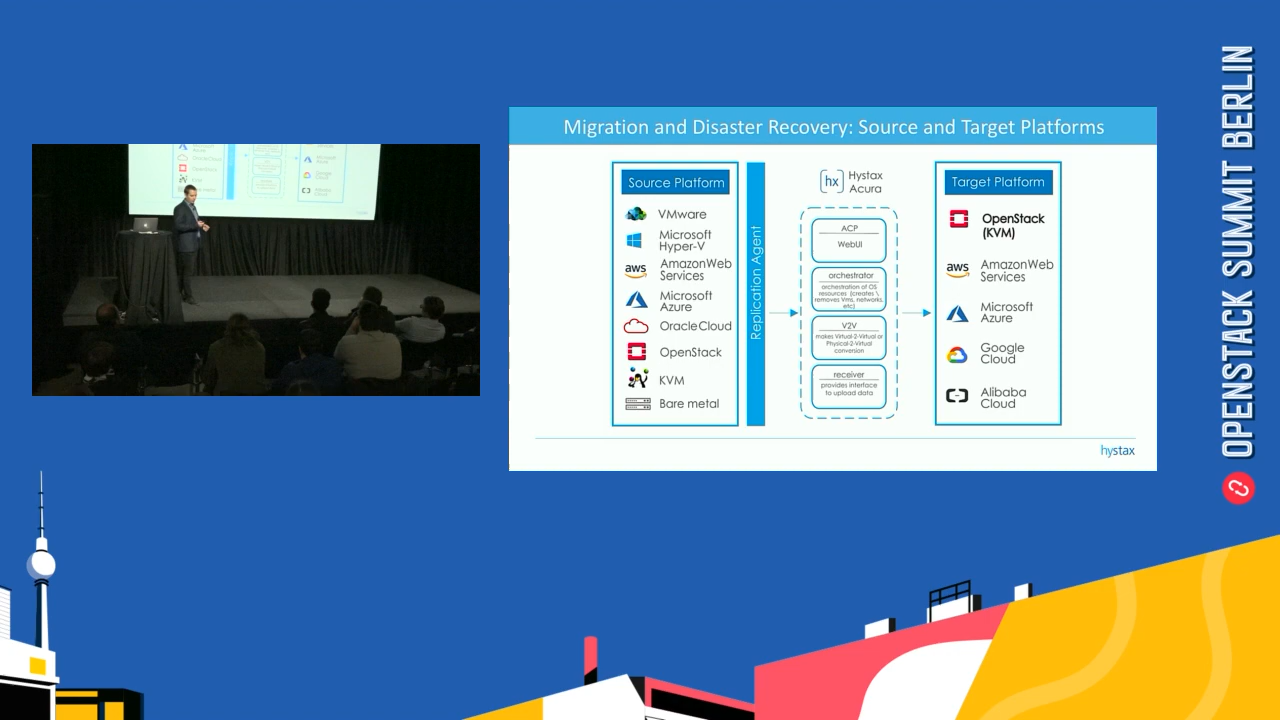 Migration and Disaster Recovery: Source and Target Platforms
Source Platform
VMware
Microsoft
Hyper-V
aws
AmazonWeb
Services
Microsoft
Azure
OracleCloud
OpenStack
KVM
Bare metal
Replication Agent
hx
Hystax
Acura
ACP
WebUI
orchestrator
orchestration of OS
resources (creates \
removes Vms, networks,
etc)
V2V
makes Virtual-2-Virtual or
Physical-2-Virtual
conversion
receiver
provides interface
to upload data
Target Platform
OpenStack
(KVM)
aws
AmazonWeb
Services
Microsoft
Azure
Google
Cloud
Alibaba
Cloud
hystax
OPENSTACK SUMMIT BERLIN